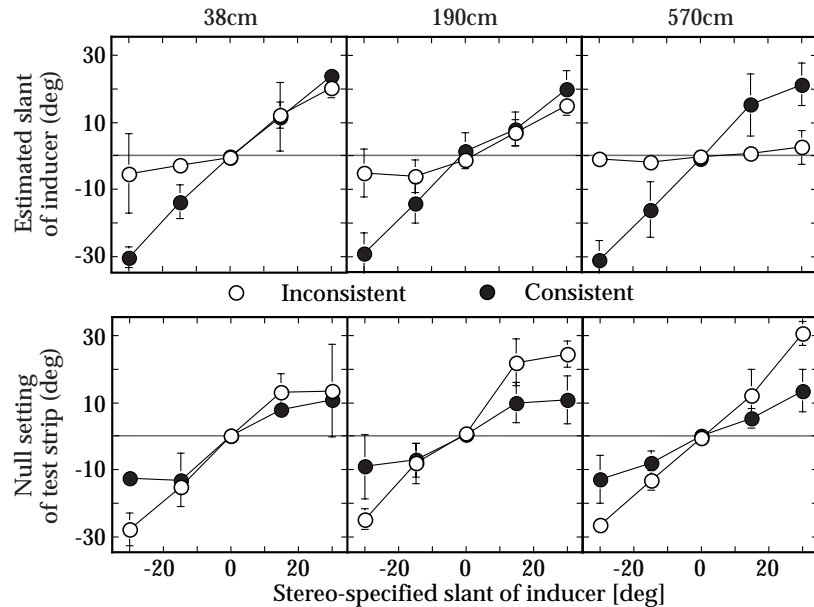 38cm 190cm 570cm
30
10
-10
-30
Estimated slant
of inducer (deg)
Inconsistent Consistent
30
10
-10
-30
Null setting
of test strip (deg)
-20 0 20 -20 0 20 -20 0 20
Stereo-specified slant of inducer [deg]